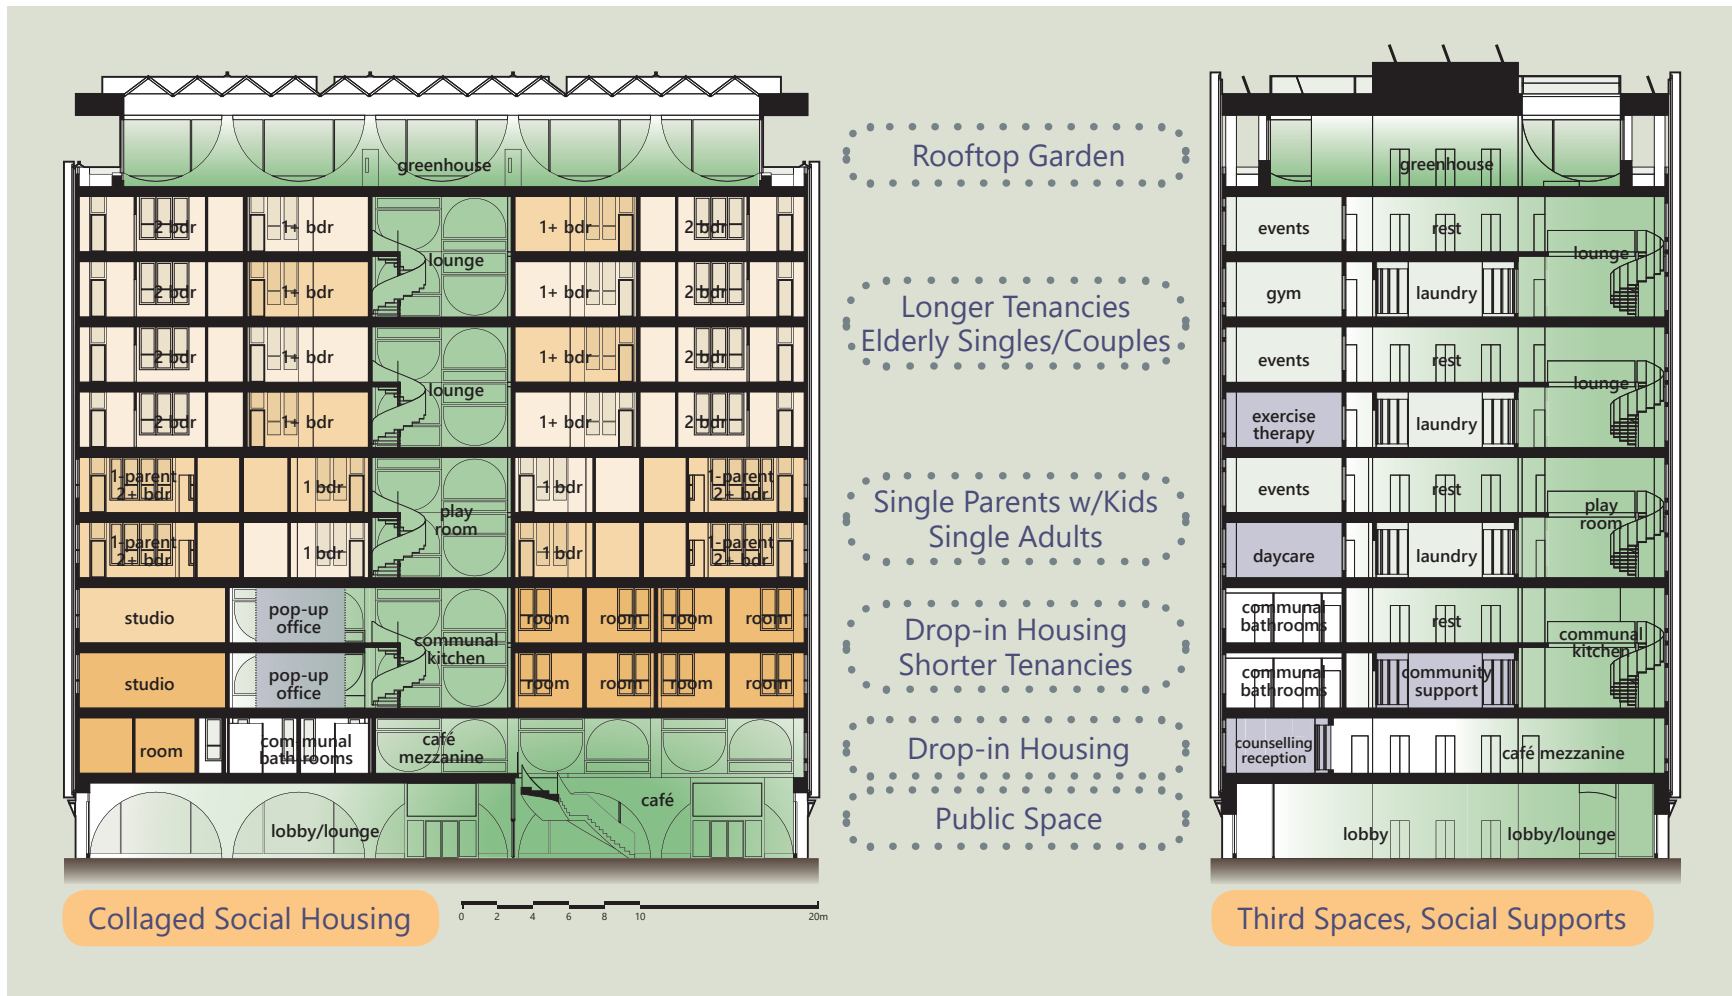 greenhouse
2 bdr
1+ bdr
1+ bdr
2 bdr
lounge
2 bdr
1+ bdr
1+ bdr
2 bdr
2 bdr
1+ bdr
1+ bdr
2 bdr
lounge
2 bdr
1+ bdr
1+ bdr
2 bdr
1-parent
2+ bdr
1 bdr
play
room
1 bdr
1-parent
2+ bdr
1-parent
2+ bdr
1 bdr
1 bdr
1-parent
2+ bdr
studio
pop-up
office
communal
kitchen
room
room
room
room
studio
pop-up
office
room
room
room
room
room
com-munal
bath-rooms
café
mezzanine
lobby/lounge
café
Collaged Social Housing
0 2 4 6 8 10 20m
Rooftop Garden
Longer Tenancies
Elderly Singles/Couples
Single Parents w/Kids
Single Adults
Drop-in Housing
Shorter Tenancies
Drop-in Housing
Public Space
greenhouse
events
rest
lounge
gym
laundry
events
rest
lounge
exercise
therapy
laundry
events
rest
play
room
daycare
laundry
communal
bathrooms
rest
communal
kitchen
communal
bathrooms
community
support
counselling
reception
café mezzanine
lobby
lobby/lounge
Third Spaces, Social Supports